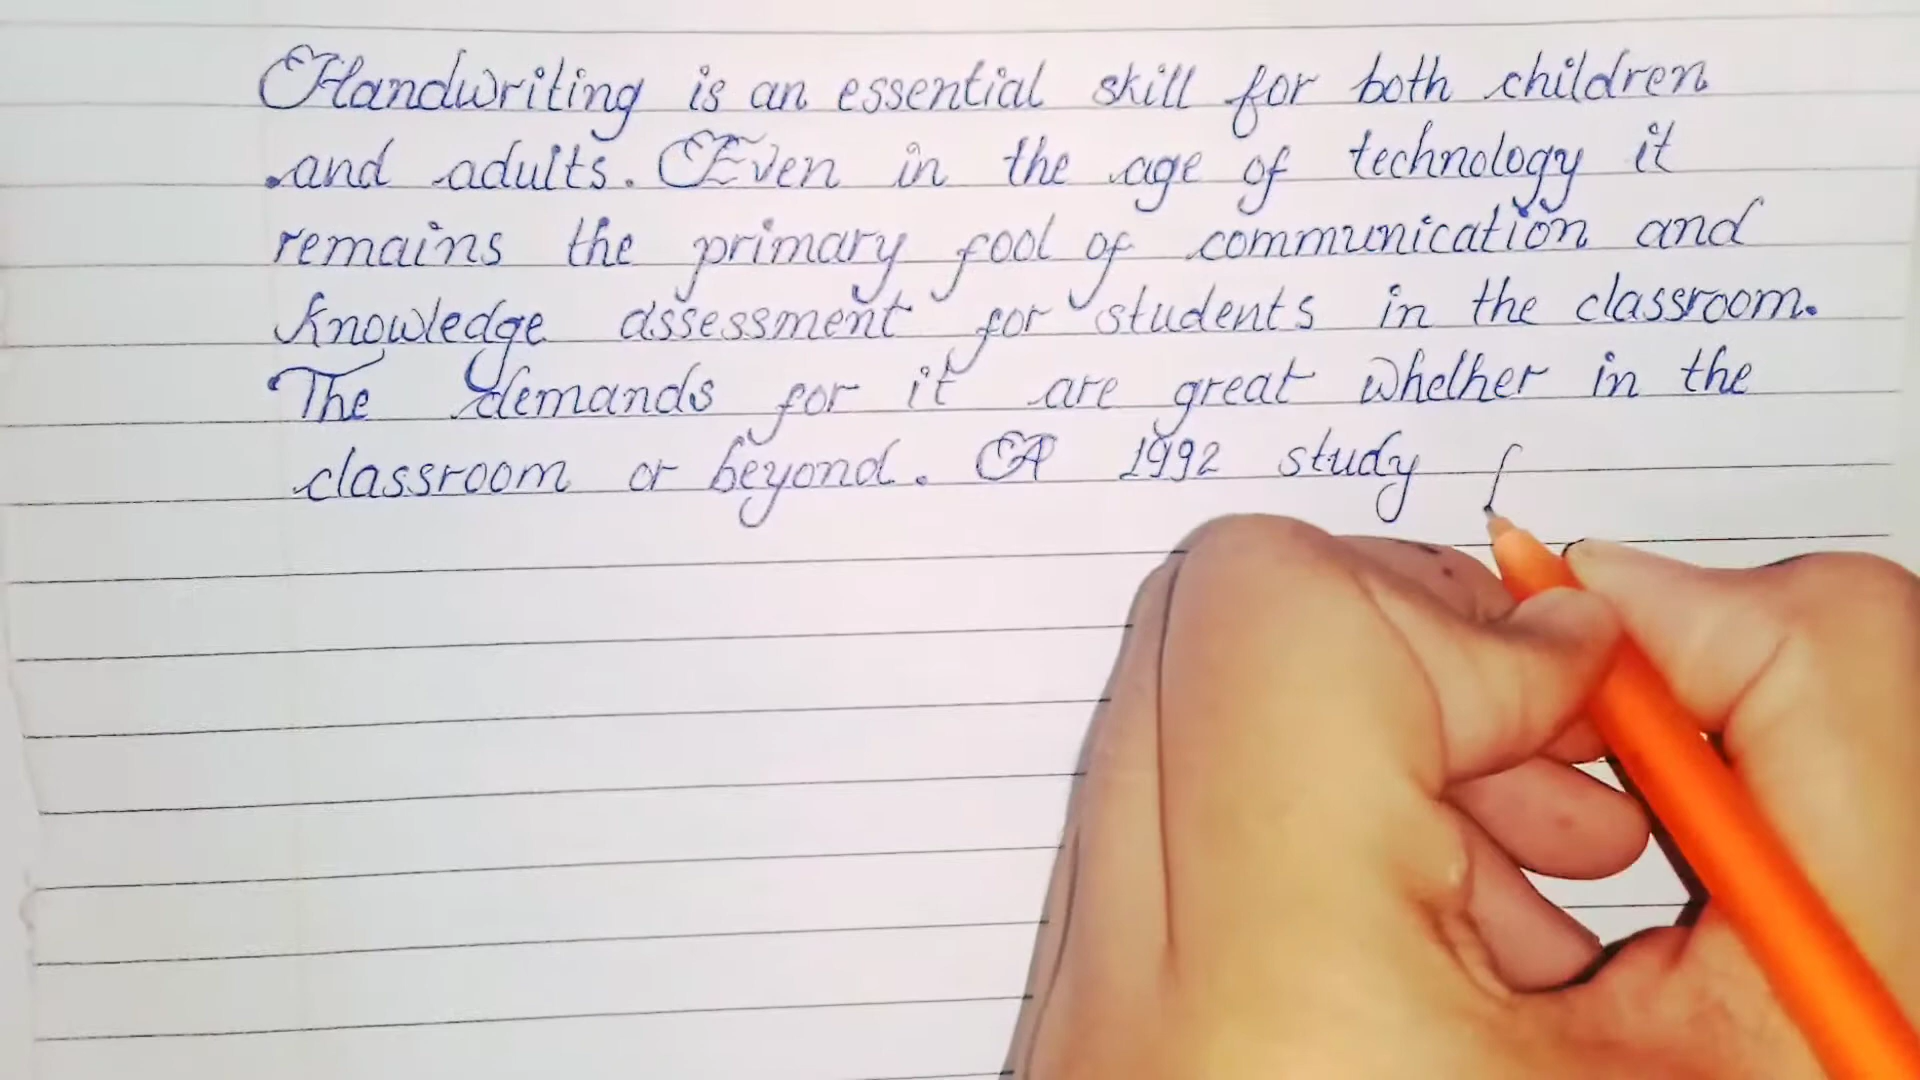 Handwriting is an essential skill for both children
and adults. Even in the age of technology it
remains the primary fool of communication and
knowledge assessment for students in the classroom.
The demands for it are great whether in the
classroom or beyond. A 1992 study f